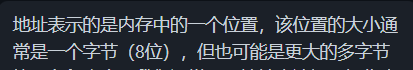 地址表示的是内存中的一个位置，该位置的大小通
常是一个字节（8位），但也可能是更大的多字节